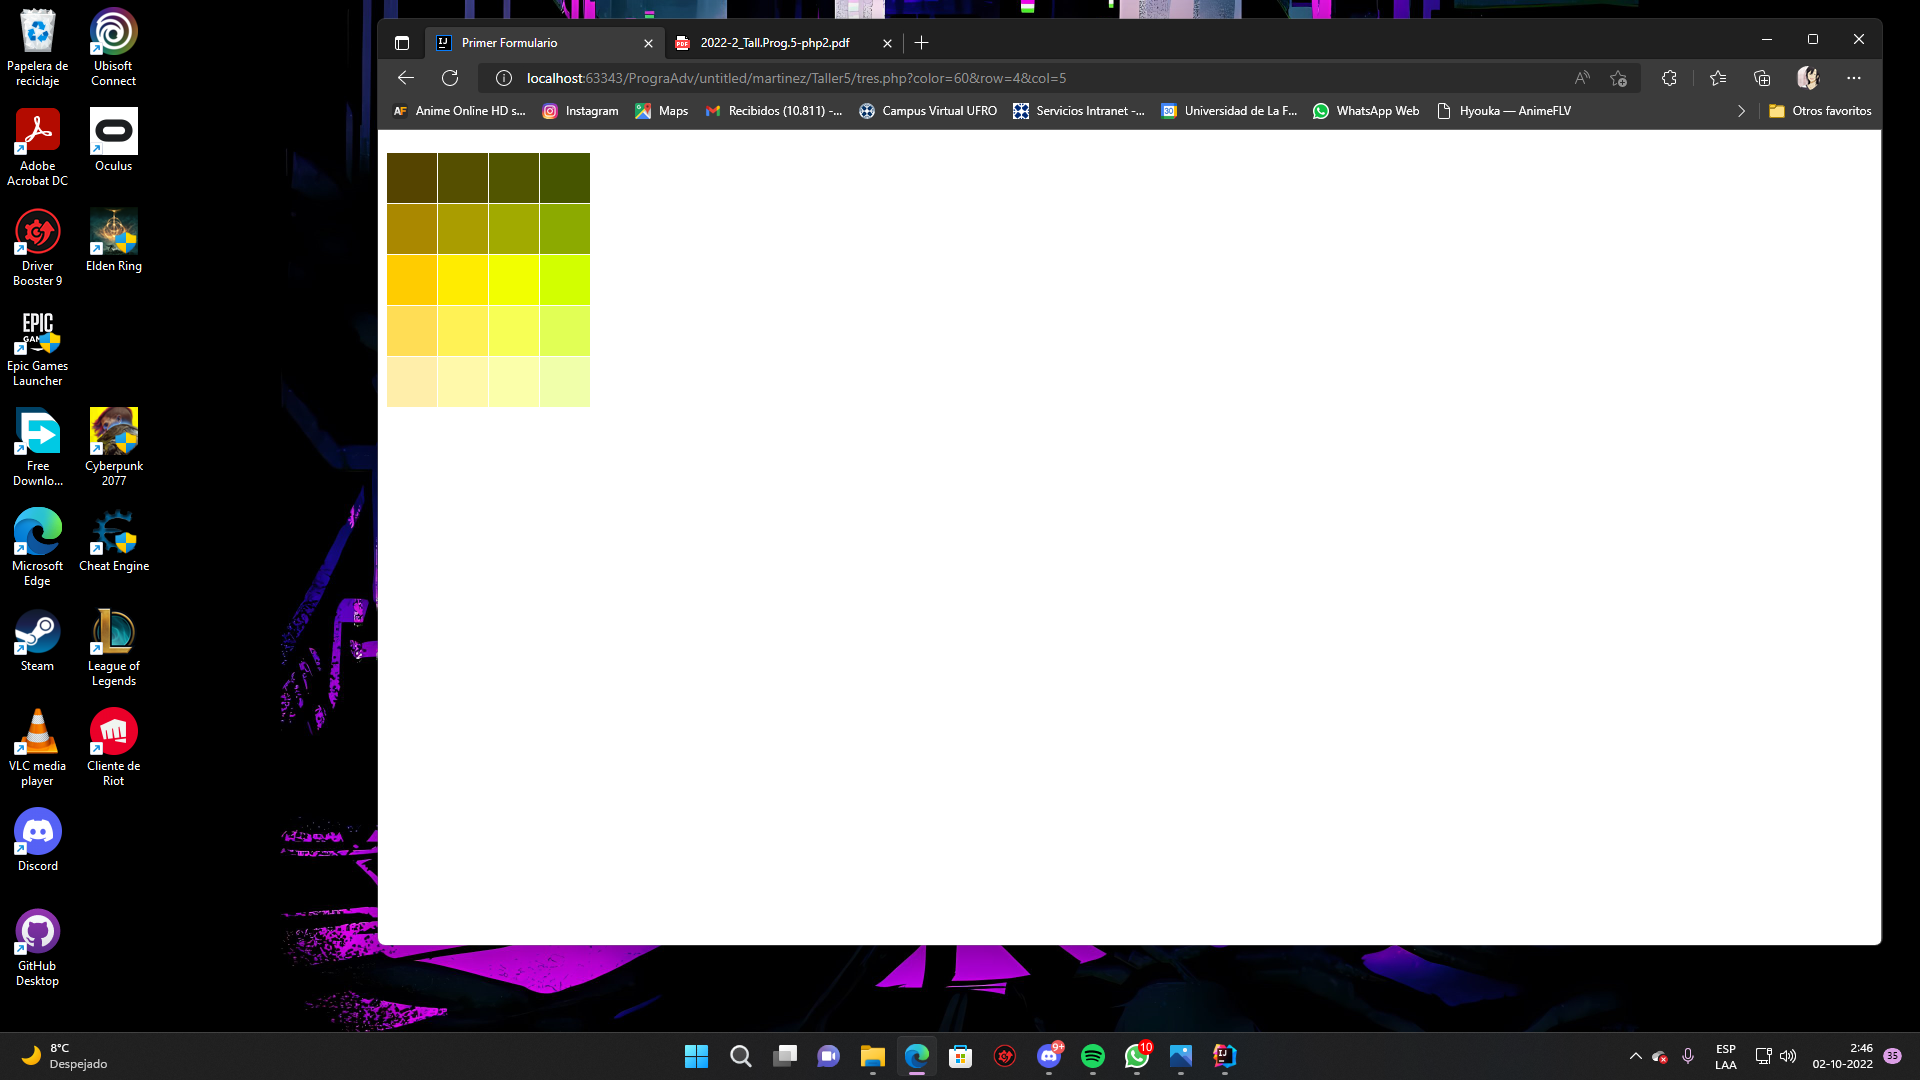 Papelera de
reciclaje
Ubisoft
Connect
Adobe
Acrobat DC
Oculus
Driver
Booster 9
Elden Ring
EPIC
Epic Games
Launcher
Free
Downlo...
Cyberpunk
2077
Microsoft
Edge
Cheat Engine
Steam
League of
Legends
VLC media
player
Cliente de
Riot
Discord
GitHub
Desktop
Primer Formulario
2022-2_Tall.Prog.5-php2.pdf
localhost:63343/PrograAdv/untitled/martinez/Taller5/tres.php?color=60&row=4&col=5
AF Anime Online HD s... Instagram Maps Recibidos (10.811) -... Campus Virtual UFRO Servicios Intranet -... 30 Universidad de La F... WhatsApp Web Hyouka — AnimeFLV Otros favoritos
8°C
Despejado
9+
10
ESP
LAA
2:46
02-10-2022
35